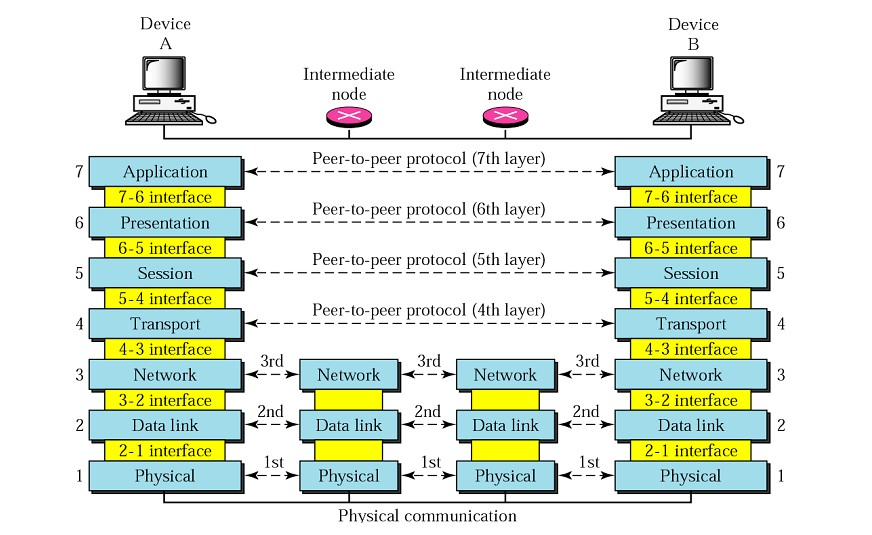 Device
A
Device
B
Intermediate
node
Intermediate
node
Peer-to-peer protocol (7th layer)
7 Application
Application 7
7-6 interface
7-6 interface
Peer-to-peer protocol (6th layer)
6 Presentation
Presentation 6
6-5 interface
6-5 interface
Peer-to-peer protocol (5th layer)
5 Session
Session 5
5-4 interface
5-4 interface
Peer-to-peer protocol (4th layer)
4 Transport
Transport 4
4-3 interface
4-3 interface
3rd 3rd 3rd
3 Network Network Network Network 3
3-2 interface
3-2 interface
2nd 2nd 2nd
2 Data link Data link Data link Data link 2
2-1 interface
2-1 interface
1st 1st 1st
1 Physical Physical Physical Physical 1
Physical communication